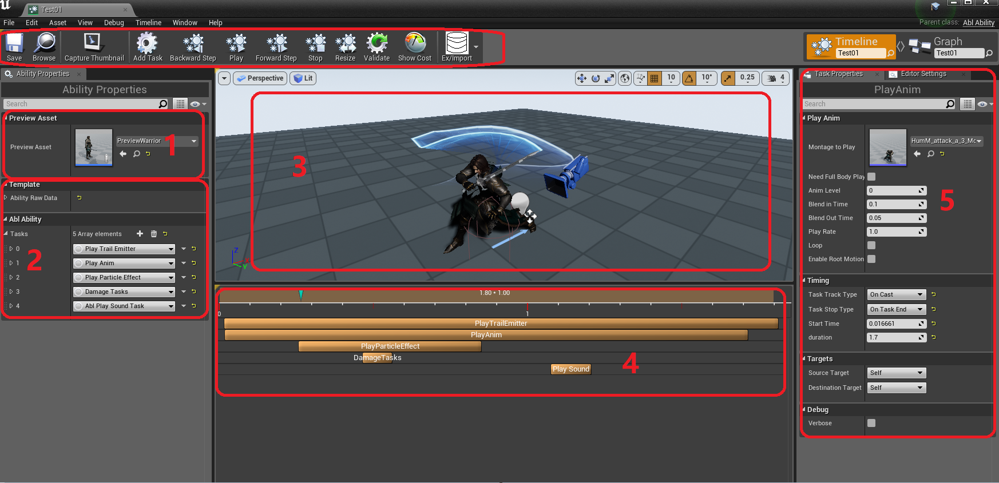 Test01
File Edit Asset View Debug Timeline Window Help
Parent class: Abl Ability
Save Browse Capture Thumbnail Add Task Backward Step Play Forward Step Stop Resize Validate Show Cost Ex/Import
Timeline
Test01
Graph
Test01
Ability Properties
Ability Properties
Search
Preview Asset
Preview Asset
PreviewWarrior
1
Template
Ability Raw Data
Abl Ability
Tasks 5 Array elements
0 Play Trail Emitter
1 Play Anim
2 Play Particle Effect
3 Damage Tasks
4 Abl Play Sound Task
2
Perspective Lit
10 10° 0.25 4
3
Z
Y
1.80 * 1.00
0 1
PlayTrailEmitter
PlayAnim
PlayParticleEffect
DamageTasks
Play Sound
4
Task Properties Editor Settings
PlayAnim
Search
Play Anim
Montage to Play
HumM_attack_a_3_Mc
Need Full Body Play
Anim Level 0
Blend in Time 0.1
Blend Out Time 0.05
Play Rate 1.0
Loop
Enable Root Motion
5
Timing
Task Track Type On Cast
Task Stop Type On Task End
Start Time 0.016661
duration 1.7
Targets
Source Target Self
Destination Target Self
Debug
Verbose